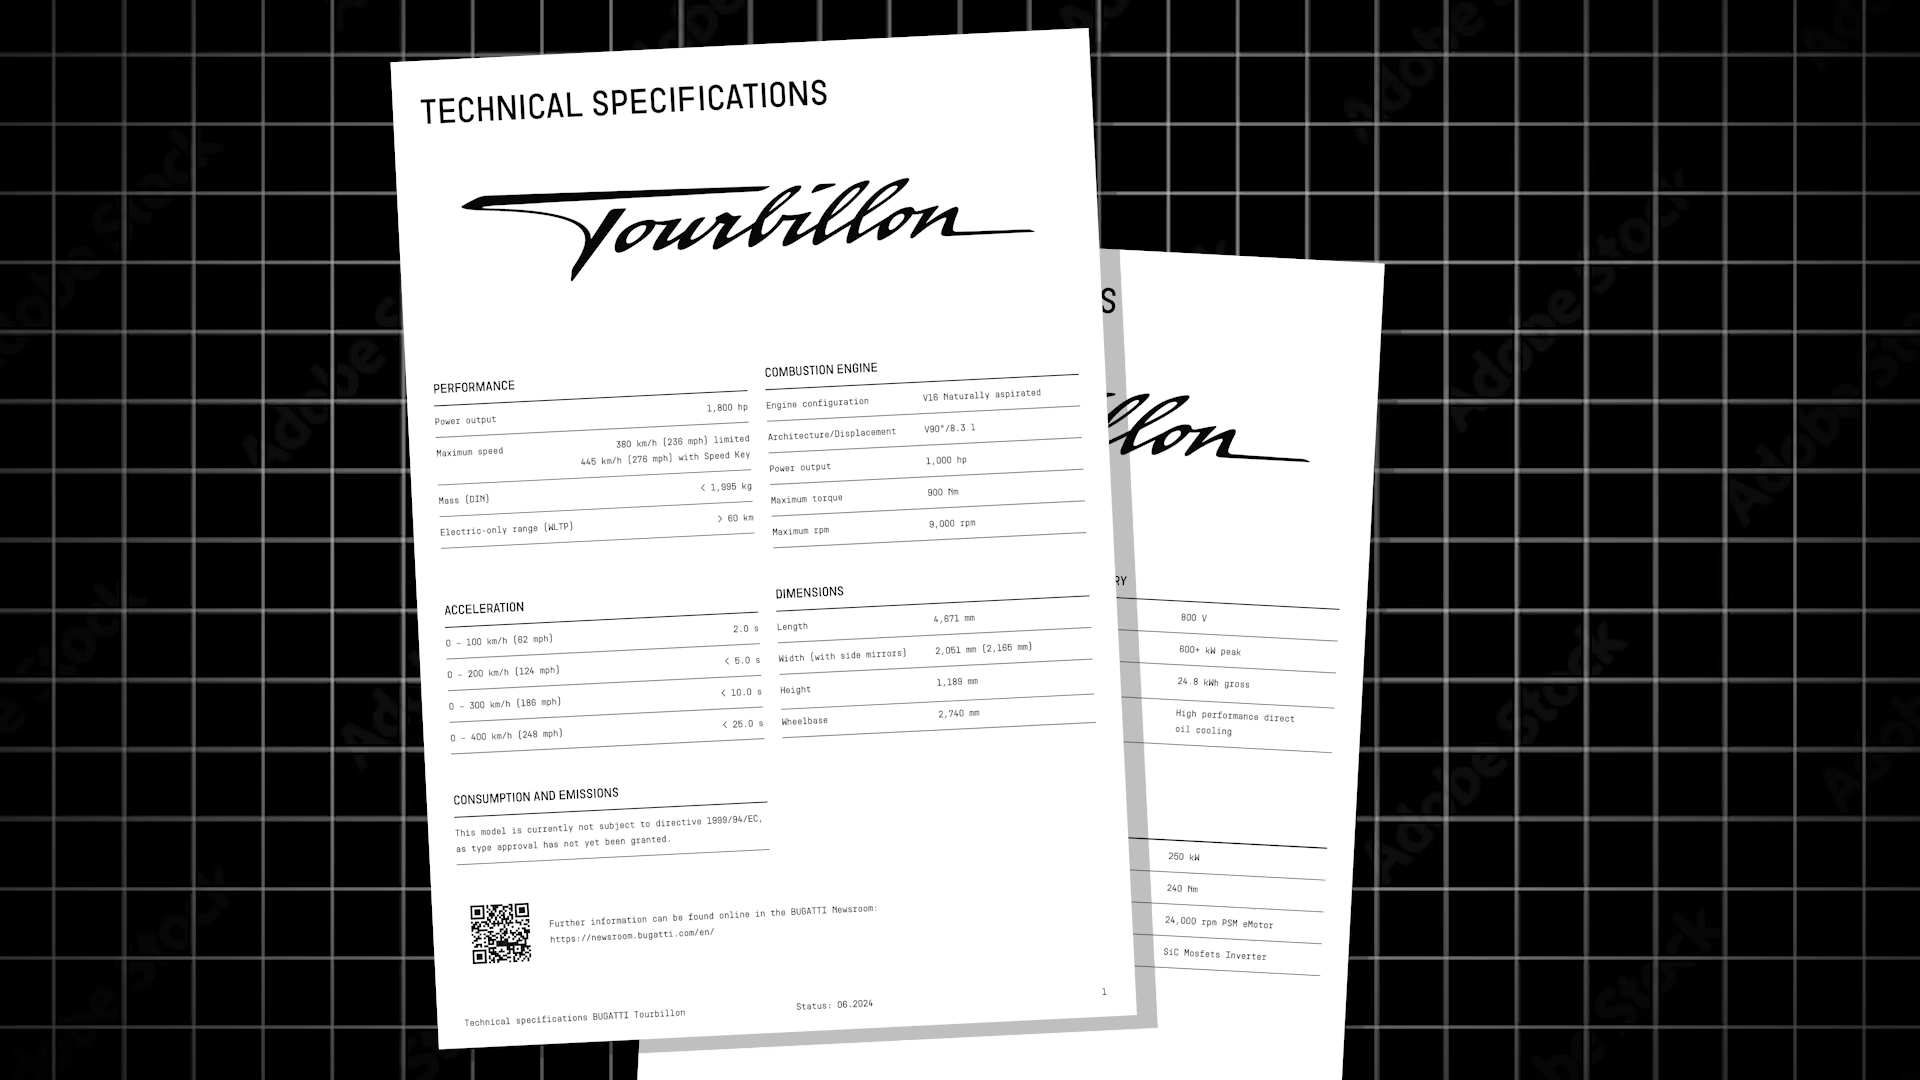 TECHNICAL SPECIFICATIONS
Tourbillon
PERFORMANCE
Power output 1,800 hp
Maximum speed 380 km/h (236 mph) limited
445 km/h (276 mph) with Speed Key
Mass (DIN) < 1,995 kg
Electric-only range (WLTP) > 60 km
COMBUSTION ENGINE
Engine configuration V16 Naturally aspirated
Architecture/Displacement V90°/8.3 l
Power output 1,000 hp
Maximum torque 900 Nm
Maximum rpm 9,000 rpm
ACCELERATION
0 – 100 km/h (62 mph) 2.0 s
0 – 200 km/h (124 mph) < 5.0 s
0 – 300 km/h (186 mph) < 10.0 s
0 – 400 km/h (248 mph) < 25.0 s
DIMENSIONS
Length 4,671 mm
Width (with side mirrors) 2,051 mm (2,165 mm)
Height 1,189 mm
Wheelbase 2,740 mm
CONSUMPTION AND EMISSIONS
This model is currently not subject to directive 1999/94/EC,
as type approval has not yet been granted.
Further information can be found online in the BUGATTI Newsroom:
https://newsroom.bugatti.com/en/
Technical specifications BUGATTI Tourbillon
Status: 06.2024
1
S
llon
RY
800 V
600+ kW peak
24.8 kWh gross
High performance direct
oil cooling
250 kW
240 Nm
24,000 rpm PSM eMotor
SiC Mosfets Inverter
Adobe Stock